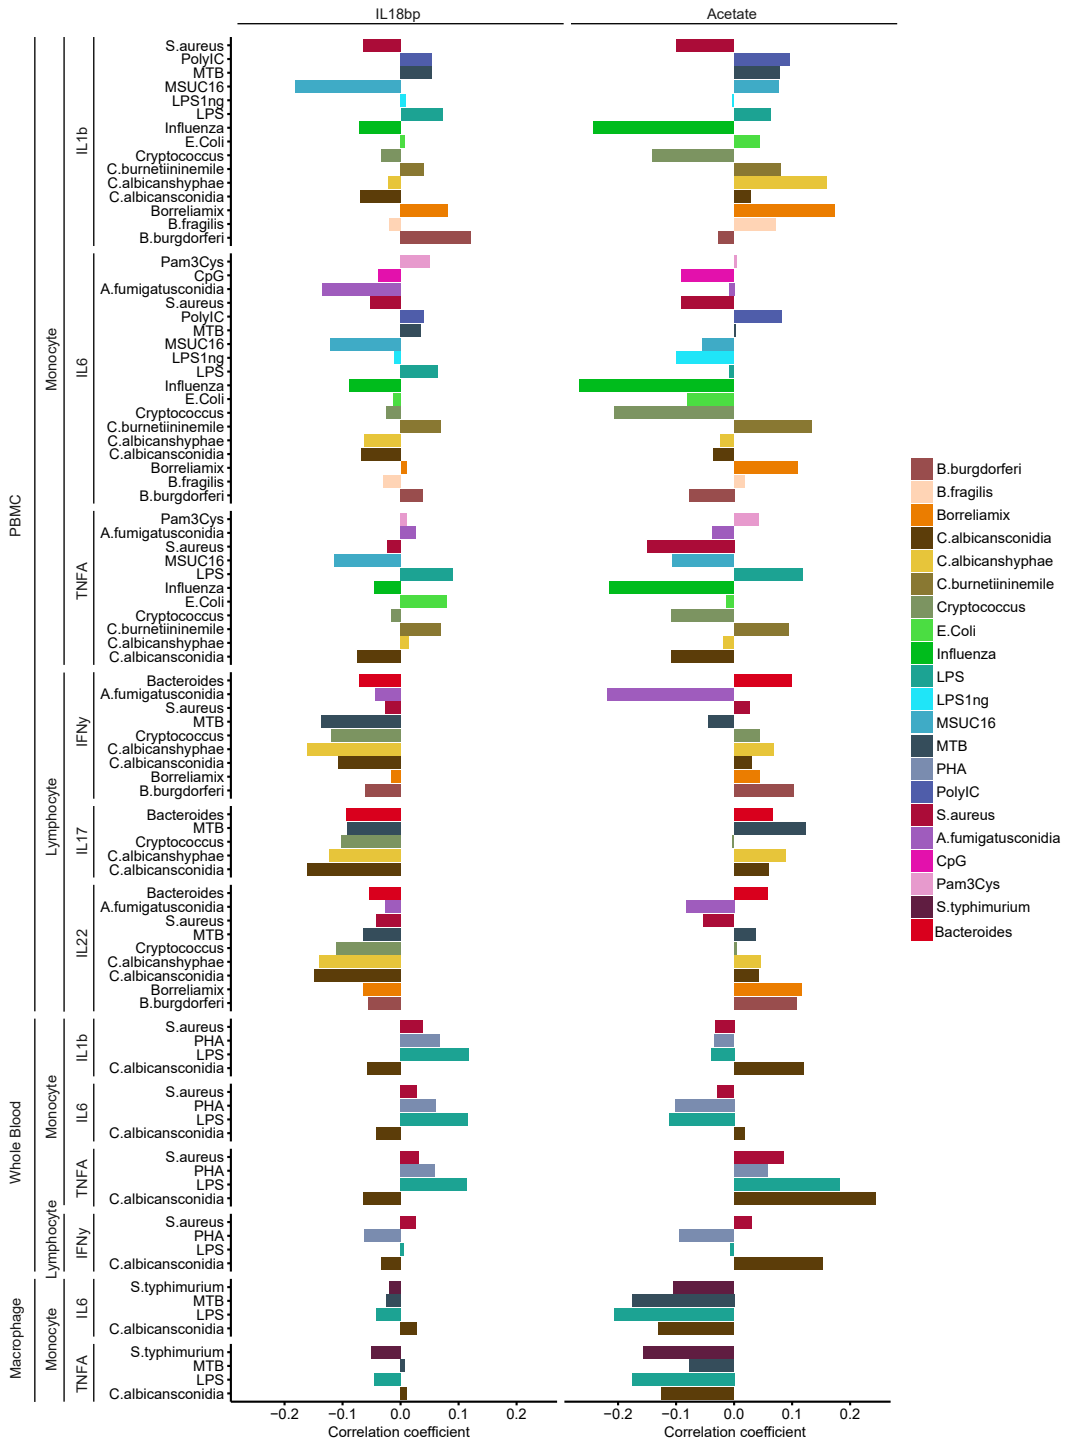 IL18bp
Acetate
PBMC
Monocyte
IL1b
S.aureus
PolyIC
MTB
MSUC16
LPS1ng
LPS
Influenza
E.Coli
Cryptococcus
C.burnetiininemile
C.albicanshyphae
C.albicansconidia
Borreliamix
B.fragilis
B.burgdorferi
IL6
Pam3Cys
CpG
A.fumigatusconidia
S.aureus
PolyIC
MTB
MSUC16
LPS1ng
LPS
Influenza
E.Coli
Cryptococcus
C.burnetiininemile
C.albicanshyphae
C.albicansconidia
Borreliamix
B.fragilis
B.burgdorferi
TNFA
Pam3Cys
A.fumigatusconidia
S.aureus
MSUC16
LPS
Influenza
E.Coli
Cryptococcus
C.burnetiininemile
C.albicanshyphae
C.albicansconidia
Lymphocyte
IFNy
Bacteroides
A.fumigatusconidia
S.aureus
MTB
Cryptococcus
C.albicanshyphae
C.albicansconidia
Borreliamix
B.burgdorferi
IL17
Bacteroides
MTB
Cryptococcus
C.albicanshyphae
C.albicansconidia
IL22
Bacteroides
A.fumigatusconidia
S.aureus
MTB
Cryptococcus
C.albicanshyphae
C.albicansconidia
Borreliamix
B.burgdorferi
Whole Blood
Monocyte
IL1b
S.aureus
PHA
LPS
C.albicansconidia
IL6
S.aureus
PHA
LPS
C.albicansconidia
TNFA
S.aureus
PHA
LPS
C.albicansconidia
Lymphocyte
IFNy
S.aureus
PHA
LPS
C.albicansconidia
Macrophage
Monocyte
IL6
S.typhimurium
MTB
LPS
C.albicansconidia
TNFA
S.typhimurium
MTB
LPS
C.albicansconidia
−0.2 −0.1 0.0 0.1 0.2
Correlation coefficient
−0.2 −0.1 0.0 0.1 0.2
Correlation coefficient
B.burgdorferi
B.fragilis
Borreliamix
C.albicansconidia
C.albicanshyphae
C.burnetiininemile
Cryptococcus
E.Coli
Influenza
LPS
LPS1ng
MSUC16
MTB
PHA
PolyIC
S.aureus
A.fumigatusconidia
CpG
Pam3Cys
S.typhimurium
Bacteroides